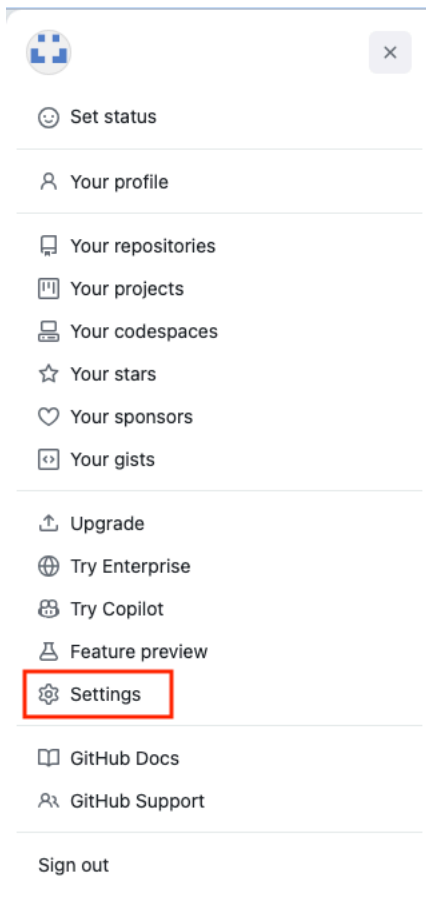 Set status
Your profile
Your repositories
Your projects
Your codespaces
Your stars
Your sponsors
Your gists
Upgrade
Try Enterprise
Try Copilot
Feature preview
Settings
GitHub Docs
GitHub Support
Sign out